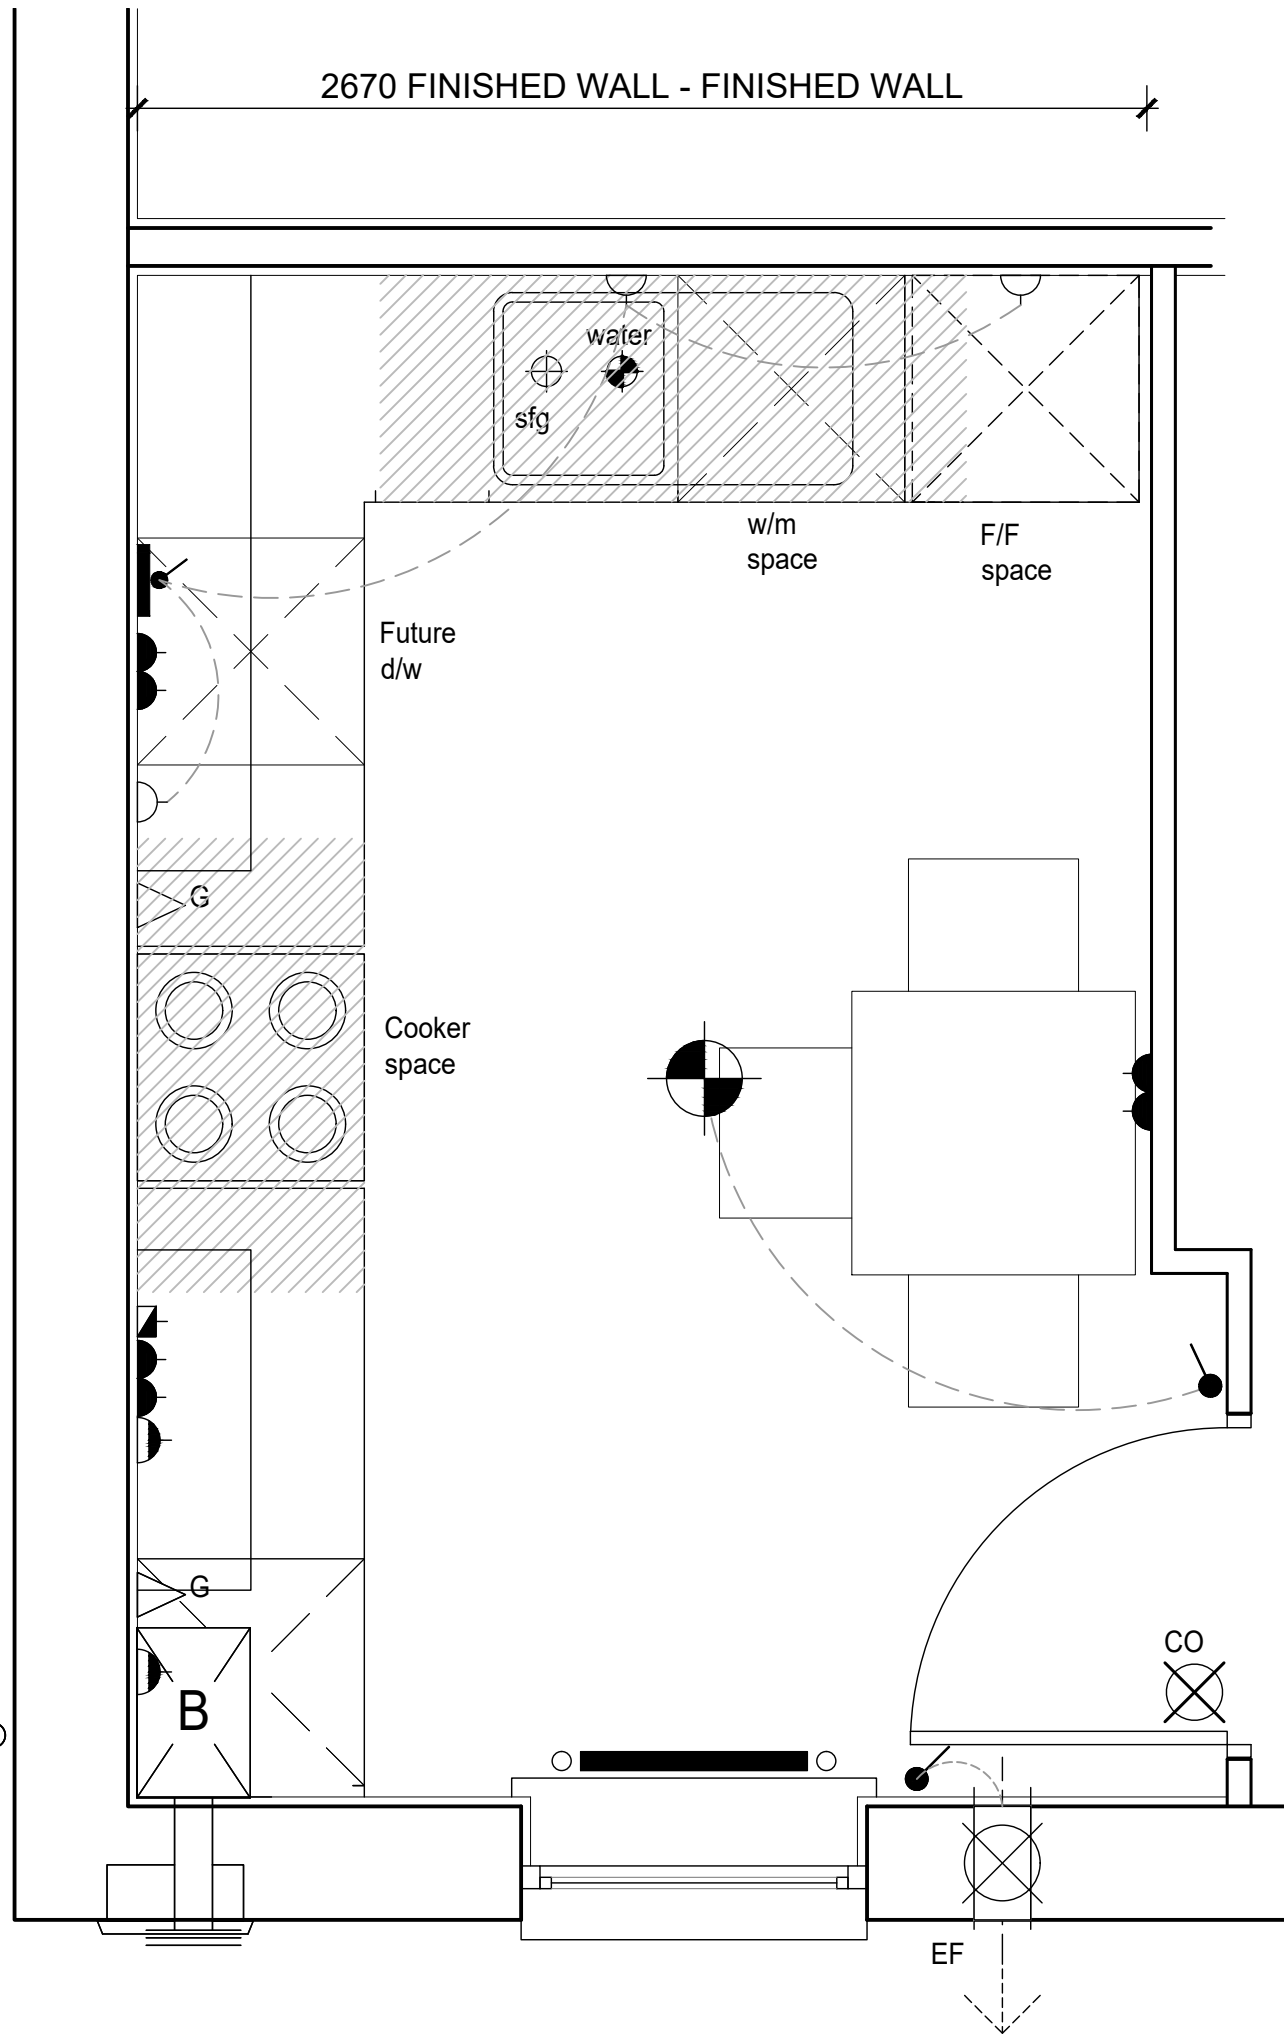 2670 FINISHED WALL - FINISHED WALL
water
sfg
w/m
space
F/F
space
Future
d/w
G
Cooker
space
G
CO
B
EF